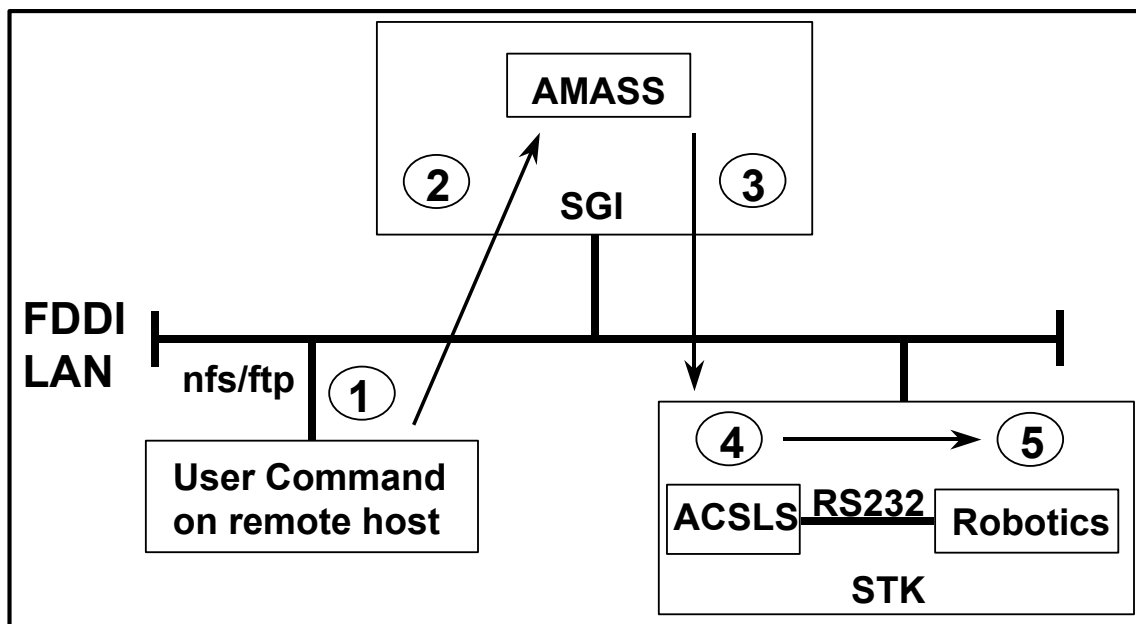 AMASS
2
3
SGI
FDDI
LAN
nfs/ftp
1
User Command
on remote host
4
5
ACSLS
RS232
Robotics
STK